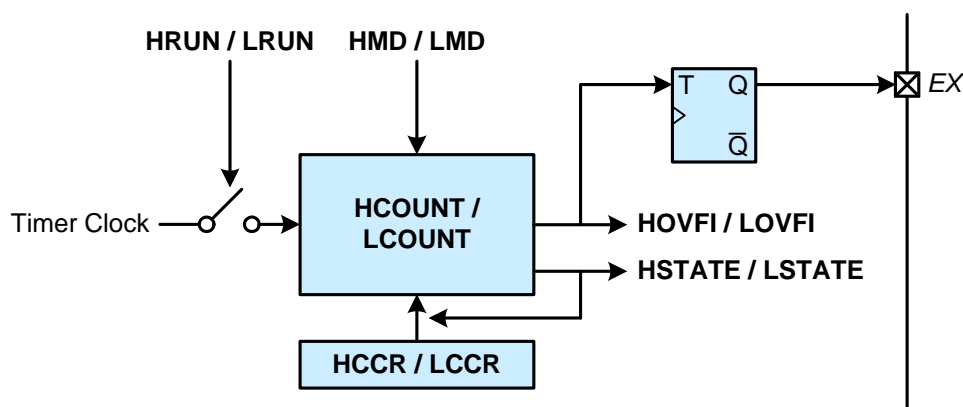 HRUN / LRUN
HMD / LMD
T Q
Q̅
EX
Timer Clock
HCOUNT /
LCOUNT
HOVFI / LOVFI
HSTATE / LSTATE
HCCR / LCCR